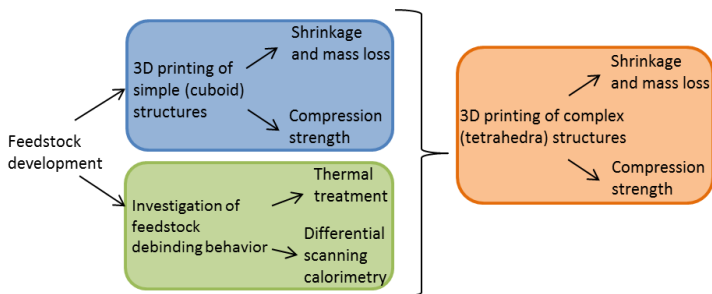 Feedstock
development
3D printing of
simple (cuboid)
structures
Shrinkage
and mass loss
Compression
strength
Investigation of
feedstock
debinding behavior
Thermal
treatment
Differential
scanning
calorimetry
3D printing of complex
(tetrahedra) structures
Shrinkage
and mass loss
Compression
strength